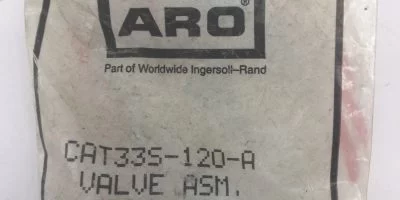 ARO®
Part of Worldwide Ingersoll–Rand
CAT33S-120-A
VALVE ASM.